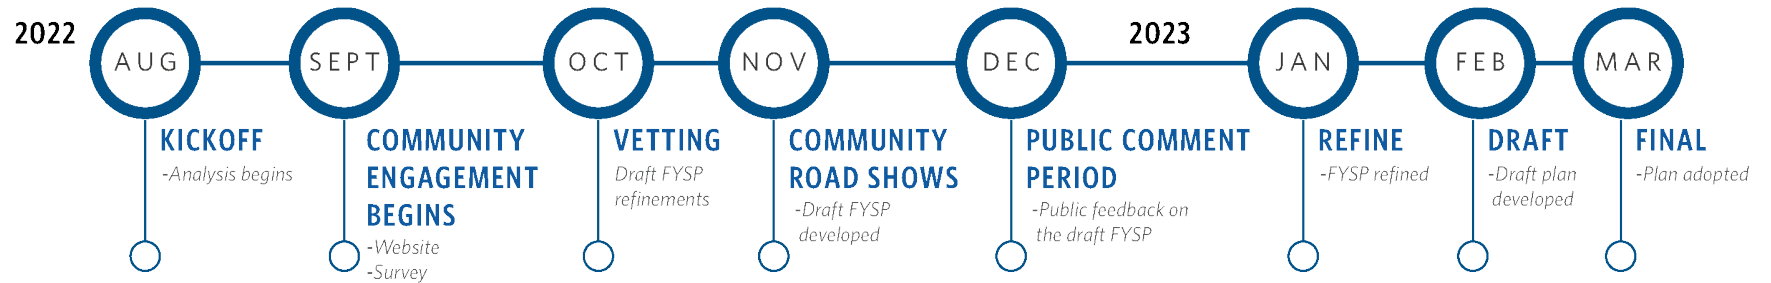 2022
AUG
KICKOFF
-Analysis begins
SEPT
COMMUNITY
ENGAGEMENT
BEGINS
-Website
-Survey
OCT
VETTING
Draft FYSP
refinements
NOV
COMMUNITY
ROAD SHOWS
-Draft FYSP
developed
DEC
PUBLIC COMMENT
PERIOD
-Public feedback on
the draft FYSP
2023
JAN
REFINE
-FYSP refined
FEB
DRAFT
-Draft plan
developed
MAR
FINAL
-Plan adopted